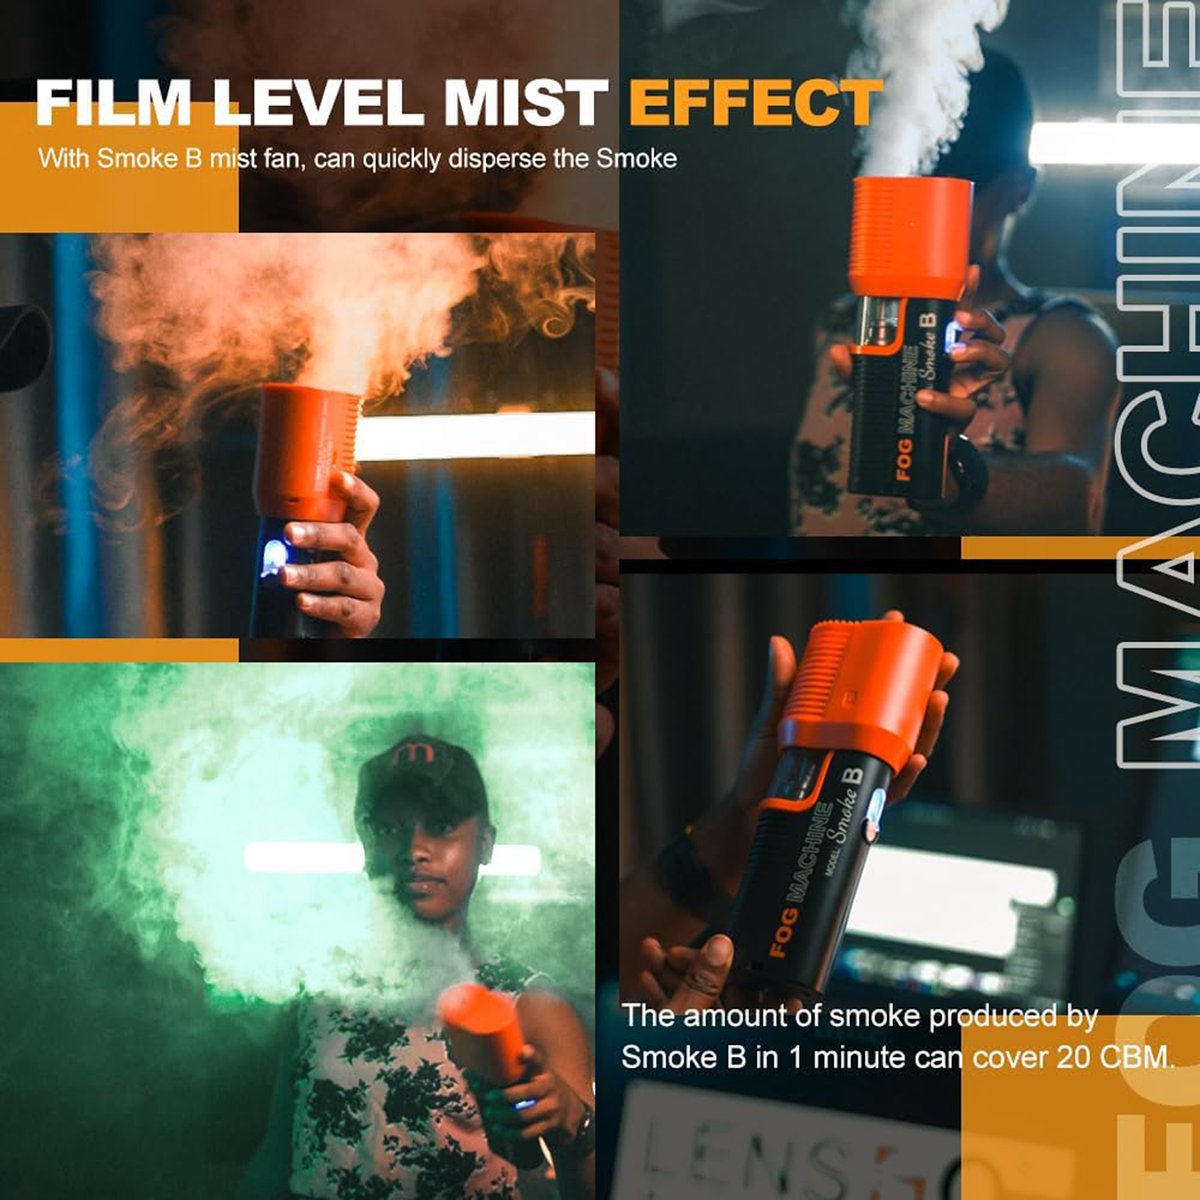 FILM LEVEL MIST EFFECT
With Smoke B mist fan, can quickly disperse the Smoke
FOG MACHINE
Smoke B
m
FOG MACHINE
MODEL: Smoke B
The amount of smoke produced by
Smoke B in 1 minute can cover 20 CBM.
LENSGO
FOG MACHINE